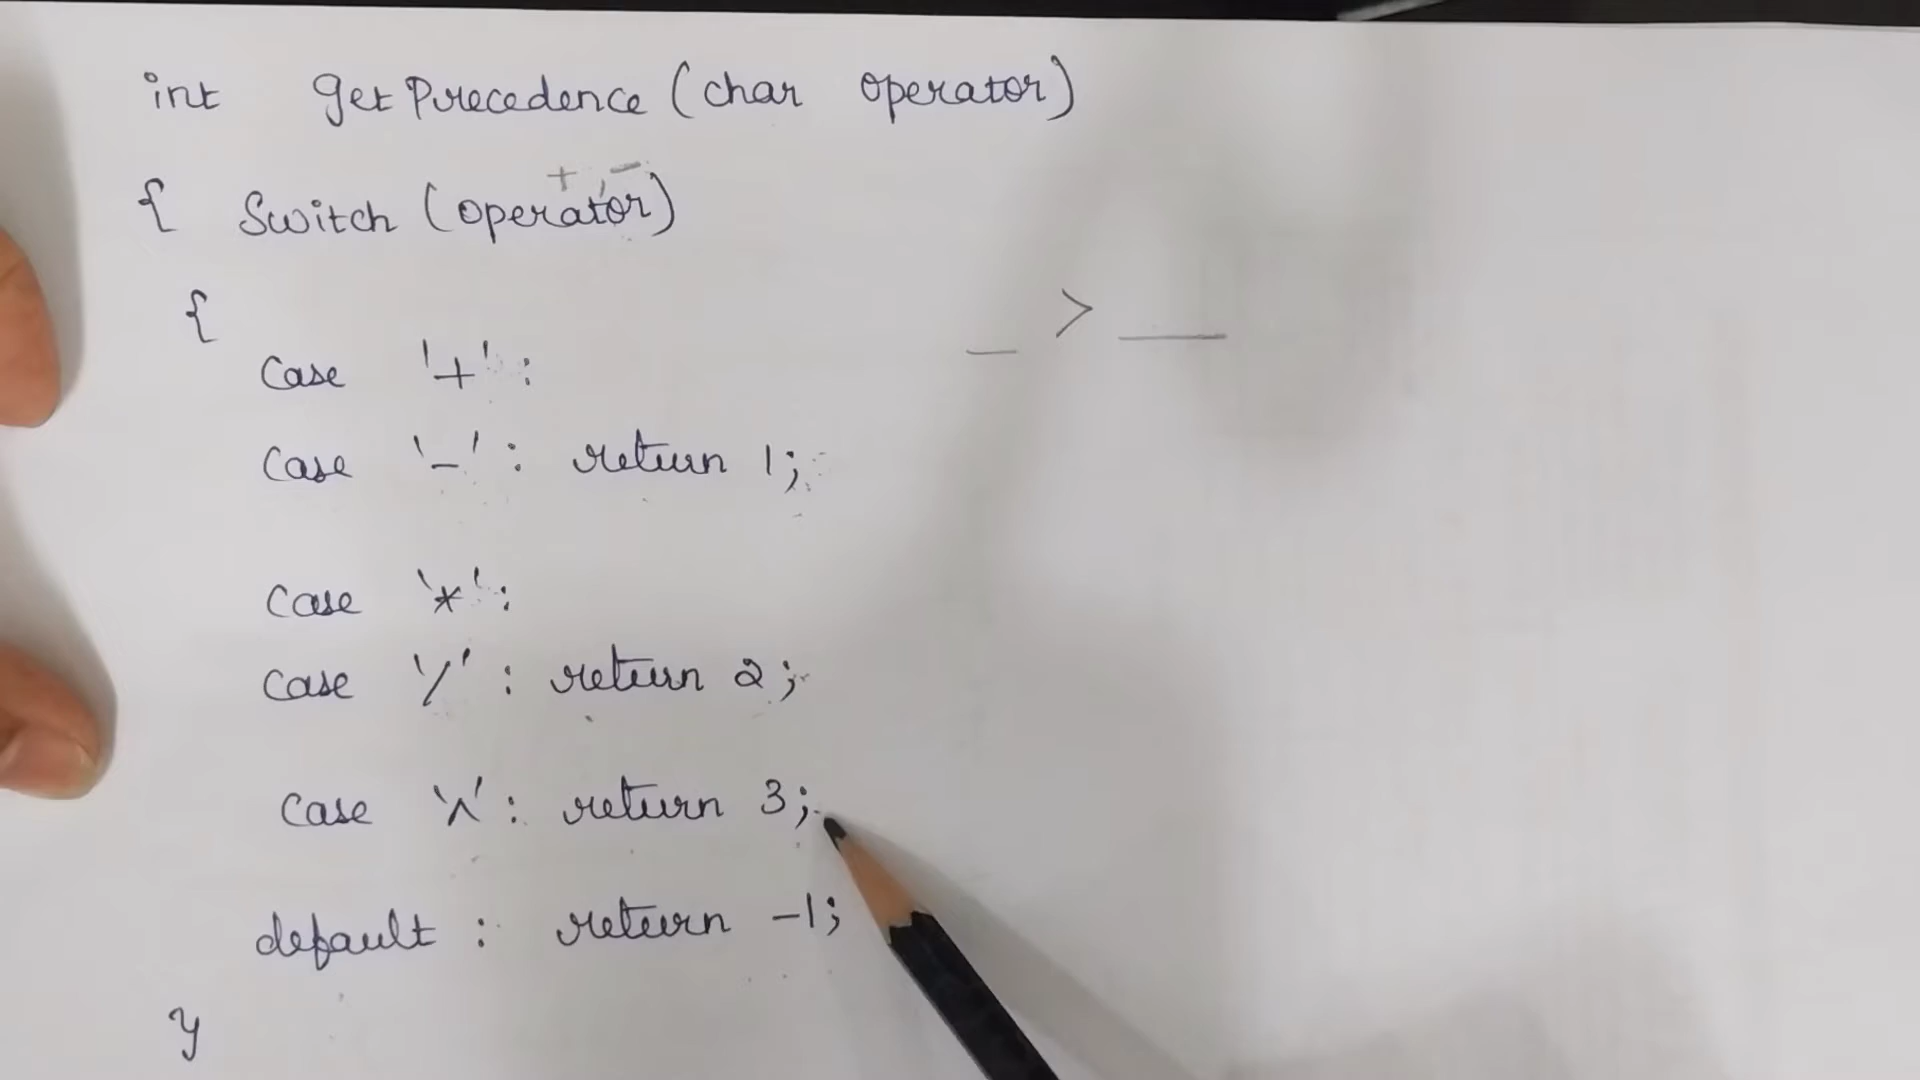 int getPrecedence (char operator)
+, -
{ Switch (operator)
{
_ > __
Case '+' :
Case '-' : return 1;
Case '*' :
Case '/' : return 2;
Case '^' : return 3;
default : return -1;
}